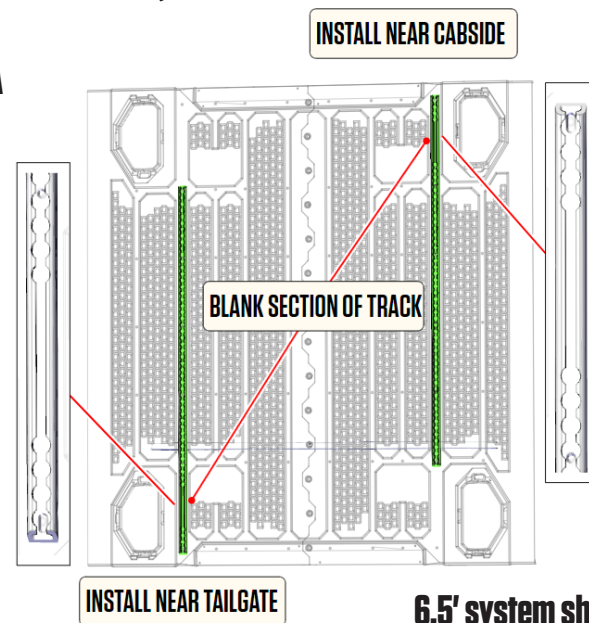 INSTALL NEAR CABSIDE
BLANK SECTION OF TRACK
INSTALL NEAR TAILGATE
6.5' system sh